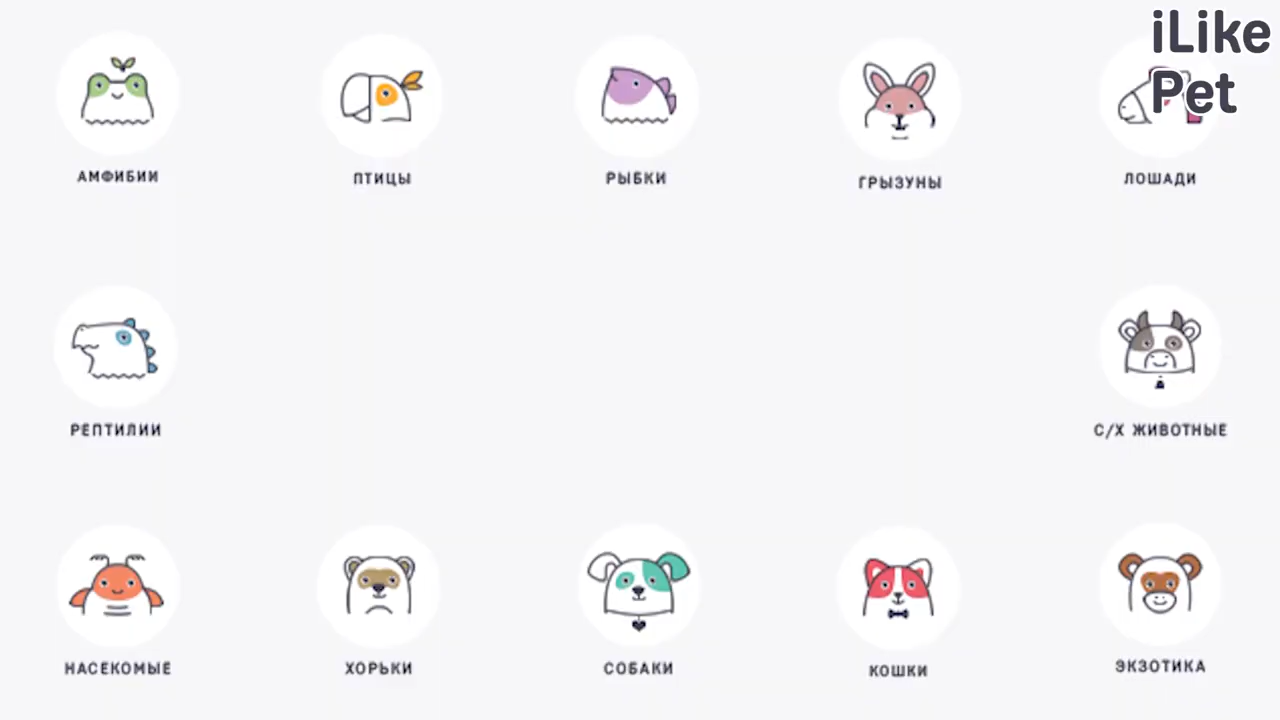 iLike
Pet
АМФИБИИ
ПТИЦЫ
РЫБКИ
ГРЫЗУНЫ
ЛОШАДИ
РЕПТИЛИИ
С/Х ЖИВОТНЫЕ
НАСЕКОМЫЕ
ХОРЬКИ
СОБАКИ
КОШКИ
ЭКЗОТИКА